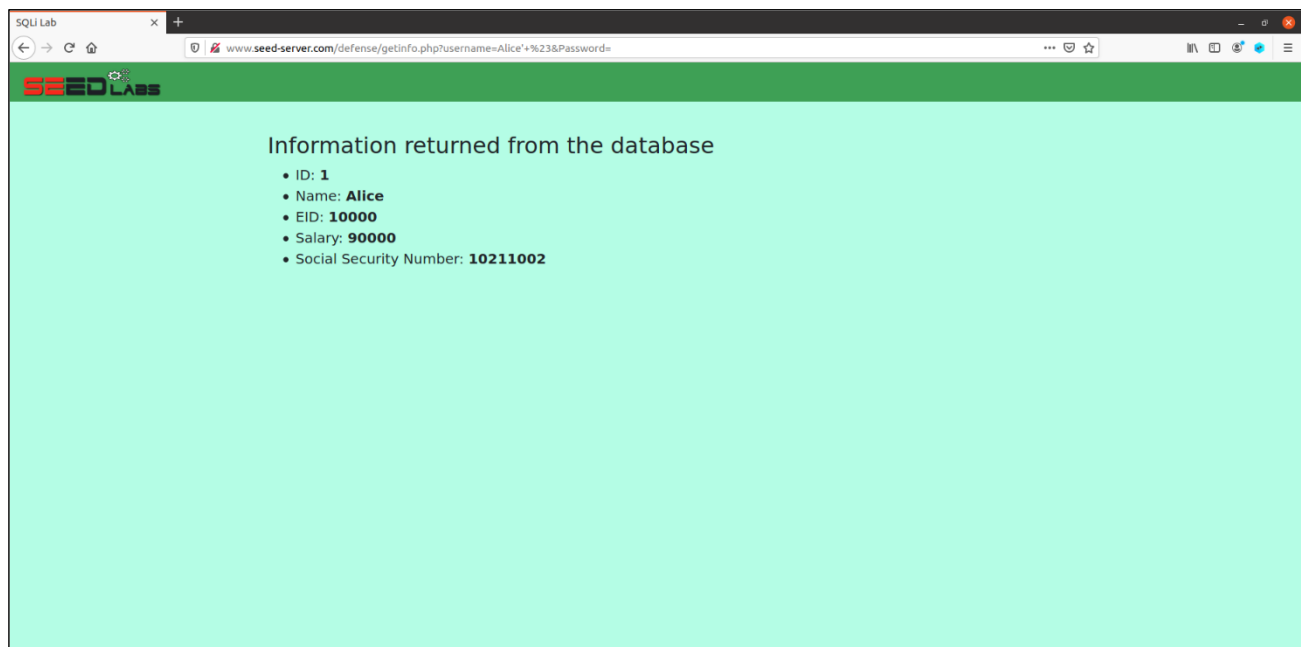 SQLi Lab
www.seed-server.com/defense/getinfo.php?username=Alice'+%23&Password=
SEED LABS
Information returned from the database
• ID: 1
• Name: Alice
• EID: 10000
• Salary: 90000
• Social Security Number: 10211002